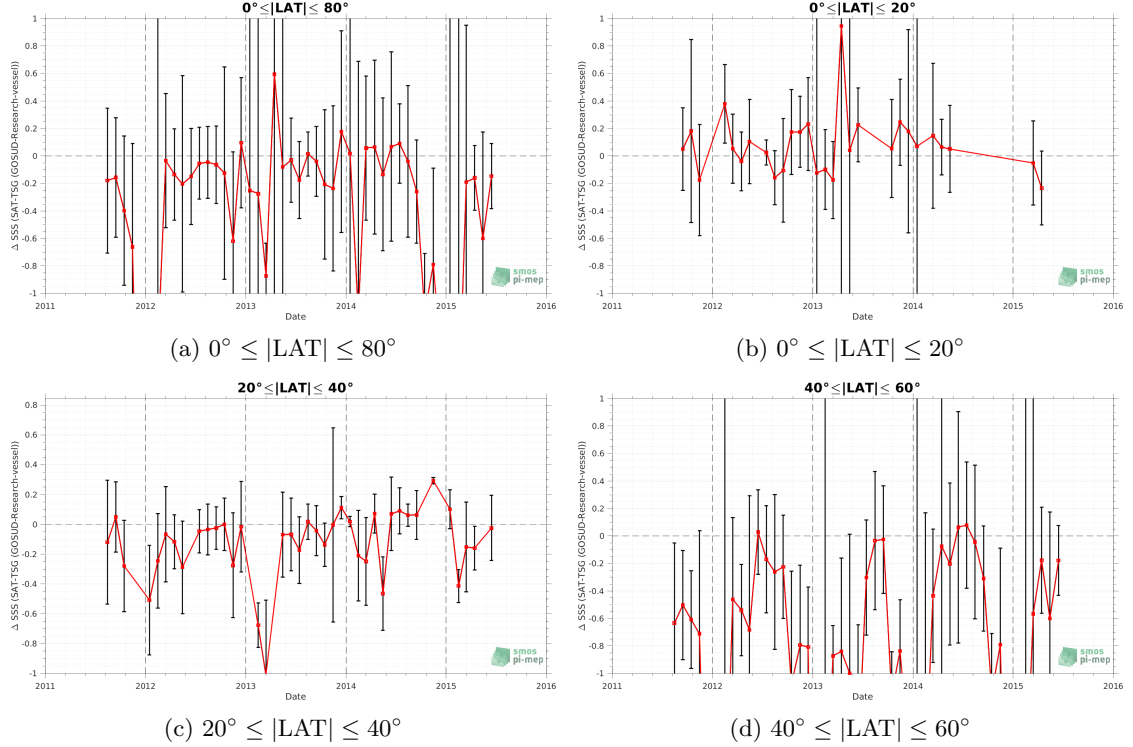 0°≤|LAT|≤ 80°
Δ SSS (SAT-TSG (GOSUD-Research-vessel))
1
0.8
0.6
0.4
0.2
0
-0.2
-0.4
-0.6
-0.8
-1
2011 2012 2013 2014 2015 2016
Date
smos
pi-mep
(a) 0° ≤ |LAT| ≤ 80°
0°≤|LAT|≤ 20°
Δ SSS (SAT-TSG (GOSUD-Research-vessel))
1
0.8
0.6
0.4
0.2
0
-0.2
-0.4
-0.6
-0.8
-1
2011 2012 2013 2014 2015 2016
Date
smos
pi-mep
(b) 0° ≤ |LAT| ≤ 20°
20°≤|LAT|≤ 40°
Δ SSS (SAT-TSG (GOSUD-Research-vessel))
0.8
0.6
0.4
0.2
0
-0.2
-0.4
-0.6
-0.8
-1
2011 2012 2013 2014 2015 2016
Date
smos
pi-mep
(c) 20° ≤ |LAT| ≤ 40°
40°≤|LAT|≤ 60°
Δ SSS (SAT-TSG (GOSUD-Research-vessel))
0.8
0.6
0.4
0.2
0
-0.2
-0.4
-0.6
-0.8
-1
2011 2012 2013 2014 2015 2016
Date
smos
pi-mep
(d) 40° ≤ |LAT| ≤ 60°